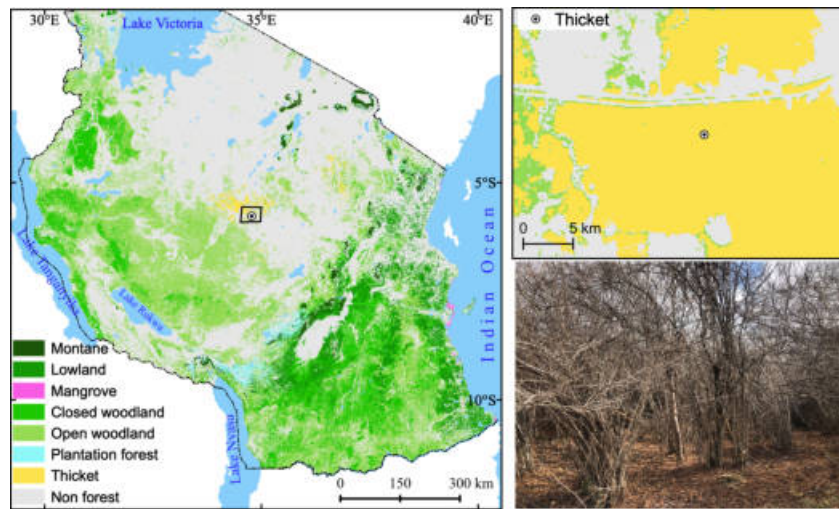 30°E
35°E
40°E
Lake Victoria
5°S
Lake Tanganyika
Lake Rukwa
Indian Ocean
Montane
Lowland
Mangrove
Closed woodland
Open woodland
Plantation forest
Thicket
Non forest
10°S
Lake Nyasa
0 150 300 km
Thicket
0 5 km